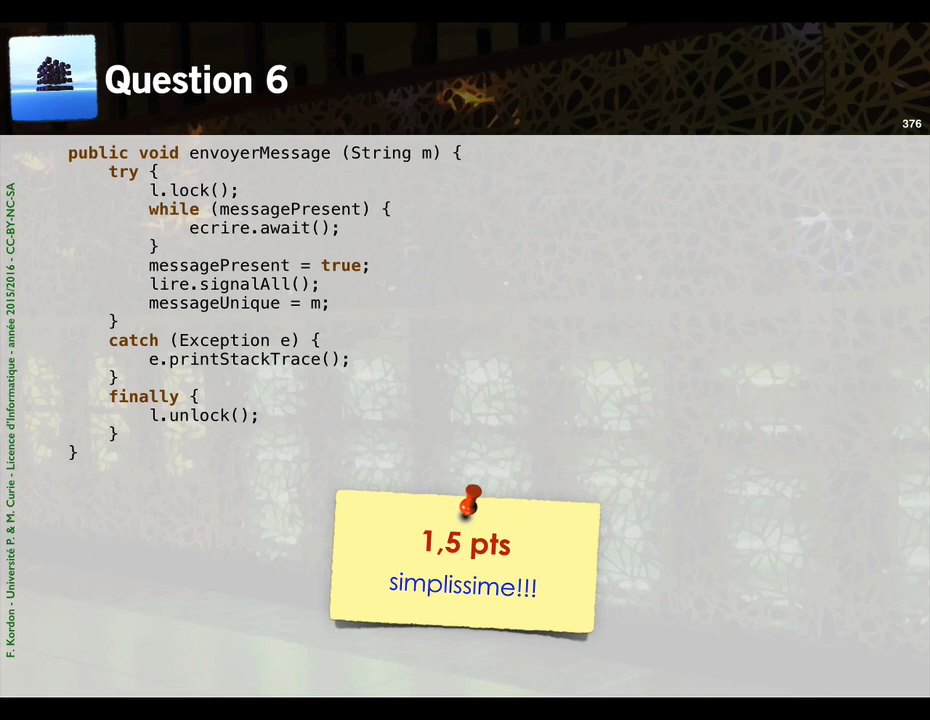 Question 6
376
public void envoyerMessage (String m) {
try {
l.lock();
while (messagePresent) {
ecrire.await();
}
messagePresent = true;
lire.signalAll();
messageUnique = m;
}
catch (Exception e) {
e.printStackTrace();
}
finally {
l.unlock();
}
}
1,5 pts
simplissime!!!
F. Kordon - Université P. & M. Curie - Licence d'Informatique - année 2015/2016 - CC-BY-NC-SA